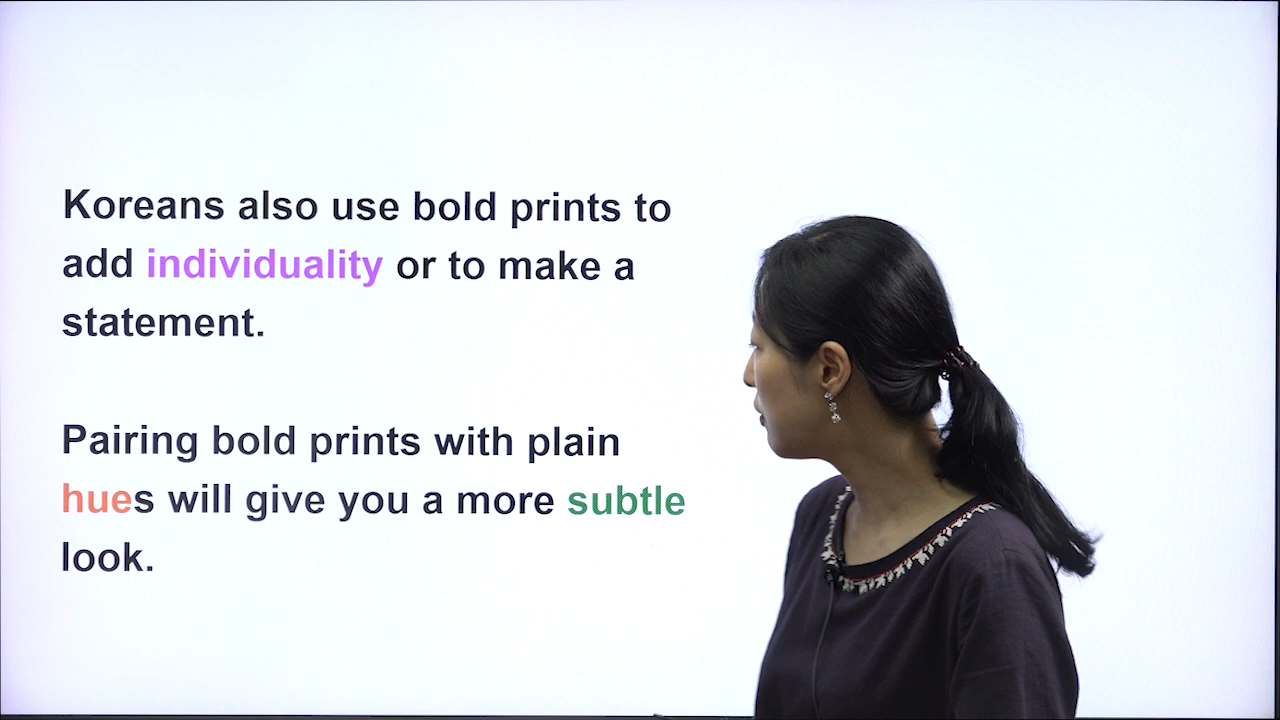 Koreans also use bold prints to
add individuality or to make a
statement.
Pairing bold prints with plain
hues will give you a more subtle
look.